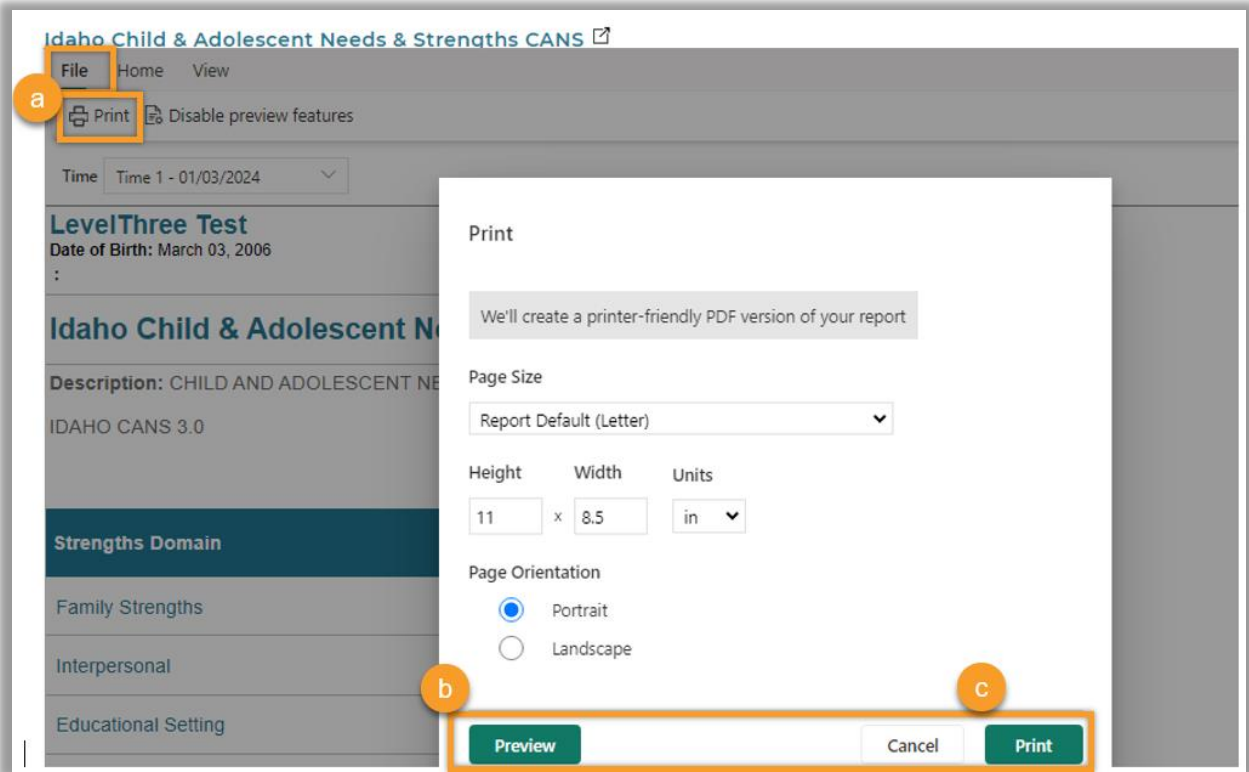 Idaho Child & Adolescent Needs & Strengths CANS
File Home View
a
Print Disable preview features
Time Time 1 - 01/03/2024
LevelThree Test
Date of Birth: March 03, 2006
:
Idaho Child & Adolescent Ne
Description: CHILD AND ADOLESCENT NE
IDAHO CANS 3.0
Strengths Domain
Family Strengths
Interpersonal
Educational Setting
Print
We'll create a printer-friendly PDF version of your report
Page Size
Report Default (Letter)
Height Width Units
11 x 8.5 in
Page Orientation
Portrait
Landscape
b c
Preview Cancel Print